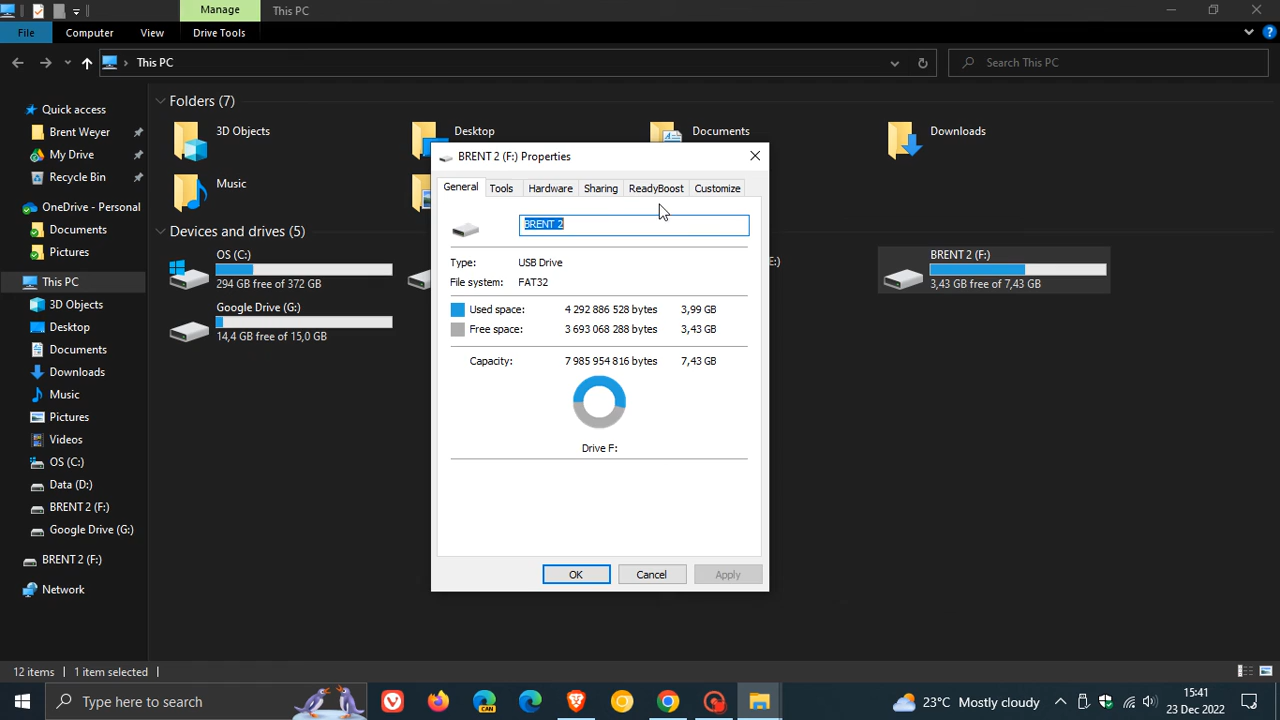 Manage
This PC
File
Computer
View
Drive Tools
This PC
Search This PC
Quick access
Brent Weyer
My Drive
Recycle Bin
OneDrive - Personal
Documents
Pictures
This PC
3D Objects
Desktop
Documents
Downloads
Music
Pictures
Videos
OS (C:)
Data (D:)
BRENT 2 (F:)
Google Drive (G:)
BRENT 2 (F:)
Network
Folders (7)
3D Objects
Desktop
Documents
Downloads
Music
Devices and drives (5)
OS (C:)
294 GB free of 372 GB
Google Drive (G:)
14,4 GB free of 15,0 GB
E:)
BRENT 2 (F:)
3,43 GB free of 7,43 GB
BRENT 2 (F:) Properties
General
Tools
Hardware
Sharing
ReadyBoost
Customize
BRENT 2
Type: USB Drive
File system: FAT32
Used space: 4 292 886 528 bytes 3,99 GB
Free space: 3 693 068 288 bytes 3,43 GB
Capacity: 7 985 954 816 bytes 7,43 GB
Drive F:
OK
Cancel
Apply
12 items
1 item selected
Type here to search
CAN
23°C Mostly cloudy
15:41
23 Dec 2022